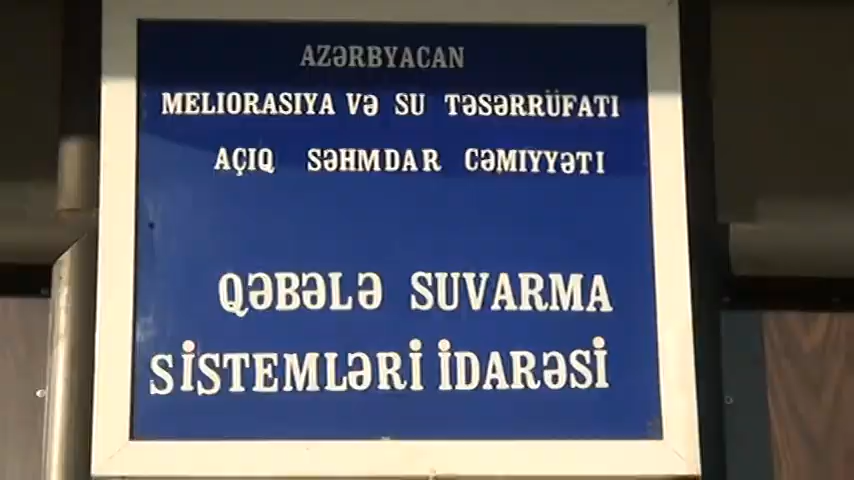 AZƏRBYACAN
MELIORASIYA VƏ SU TƏSƏRRÜFATI
AÇIQ SƏHMDAR CƏMIYYƏTI
QƏBƏLƏ SUVARMA
SİSTEMLƏRİ İDARƏSİ